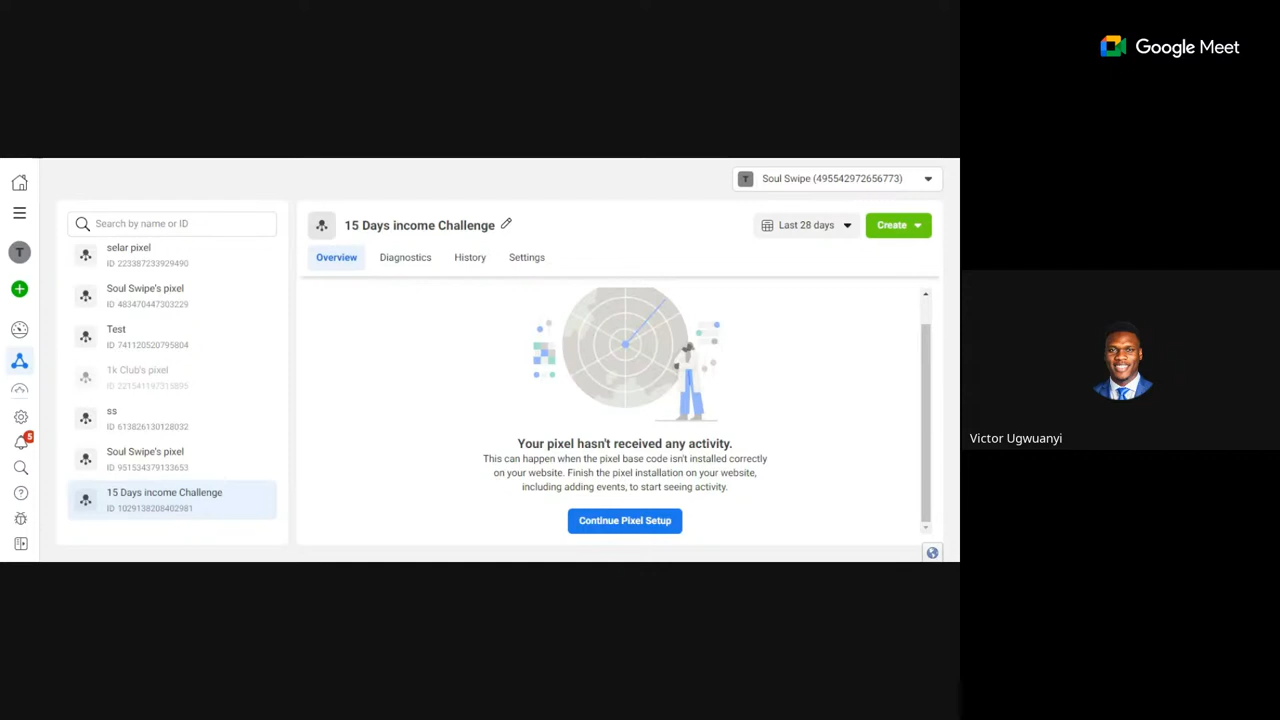 Google Meet
T
Soul Swipe (495542972656773)
Search by name or ID
15 Days income Challenge
Last 28 days
Create
selar pixel
ID 223387233929490
Overview
Diagnostics
History
Settings
T
Soul Swipe's pixel
ID 483470447303229
Test
ID 741120520795804
1k Club's pixel
ID 221541197315895
ss
ID 613826130128032
5
Soul Swipe's pixel
ID 951534379133653
15 Days income Challenge
ID 1029138208402981
Your pixel hasn't received any activity.
This can happen when the pixel base code isn't installed correctly
on your website. Finish the pixel installation on your website,
including adding events, to start seeing activity.
Continue Pixel Setup
Victor Ugwuanyi